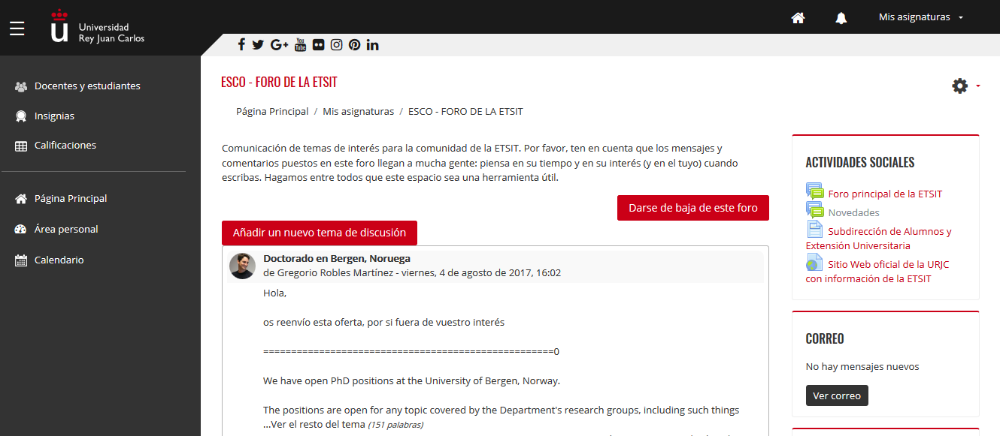 Universidad
Rey Juan Carlos
Mis asignaturas
Docentes y estudiantes
Insignias
Calificaciones
Página Principal
Área personal
Calendario
ESCO - FORO DE LA ETSIT
Página Principal / Mis asignaturas / ESCO - FORO DE LA ETSIT
Comunicación de temas de interés para la comunidad de la ETSIT. Por favor, ten en cuenta que los mensajes y
comentarios puestos en este foro llegan a mucha gente: piensa en su tiempo y en su interés (y en el tuyo) cuando
escribas. Hagamos entre todos que este espacio sea una herramienta útil.
Darse de baja de este foro
Añadir un nuevo tema de discusión
Doctorado en Bergen, Noruega
de Gregorio Robles Martínez - viernes, 4 de agosto de 2017, 16:02
Hola,
os reenvío esta oferta, por si fuera de vuestro interés
====================================================0
We have open PhD positions at the University of Bergen, Norway.
The positions are open for any topic covered by the Department's research groups, including such things
...Ver el resto del tema (151 palabras)
ACTIVIDADES SOCIALES
Foro principal de la ETSIT
Novedades
Subdirección de Alumnos y
Extensión Universitaria
Sitio Web oficial de la URJC
con información de la ETSIT
CORREO
No hay mensajes nuevos
Ver correo